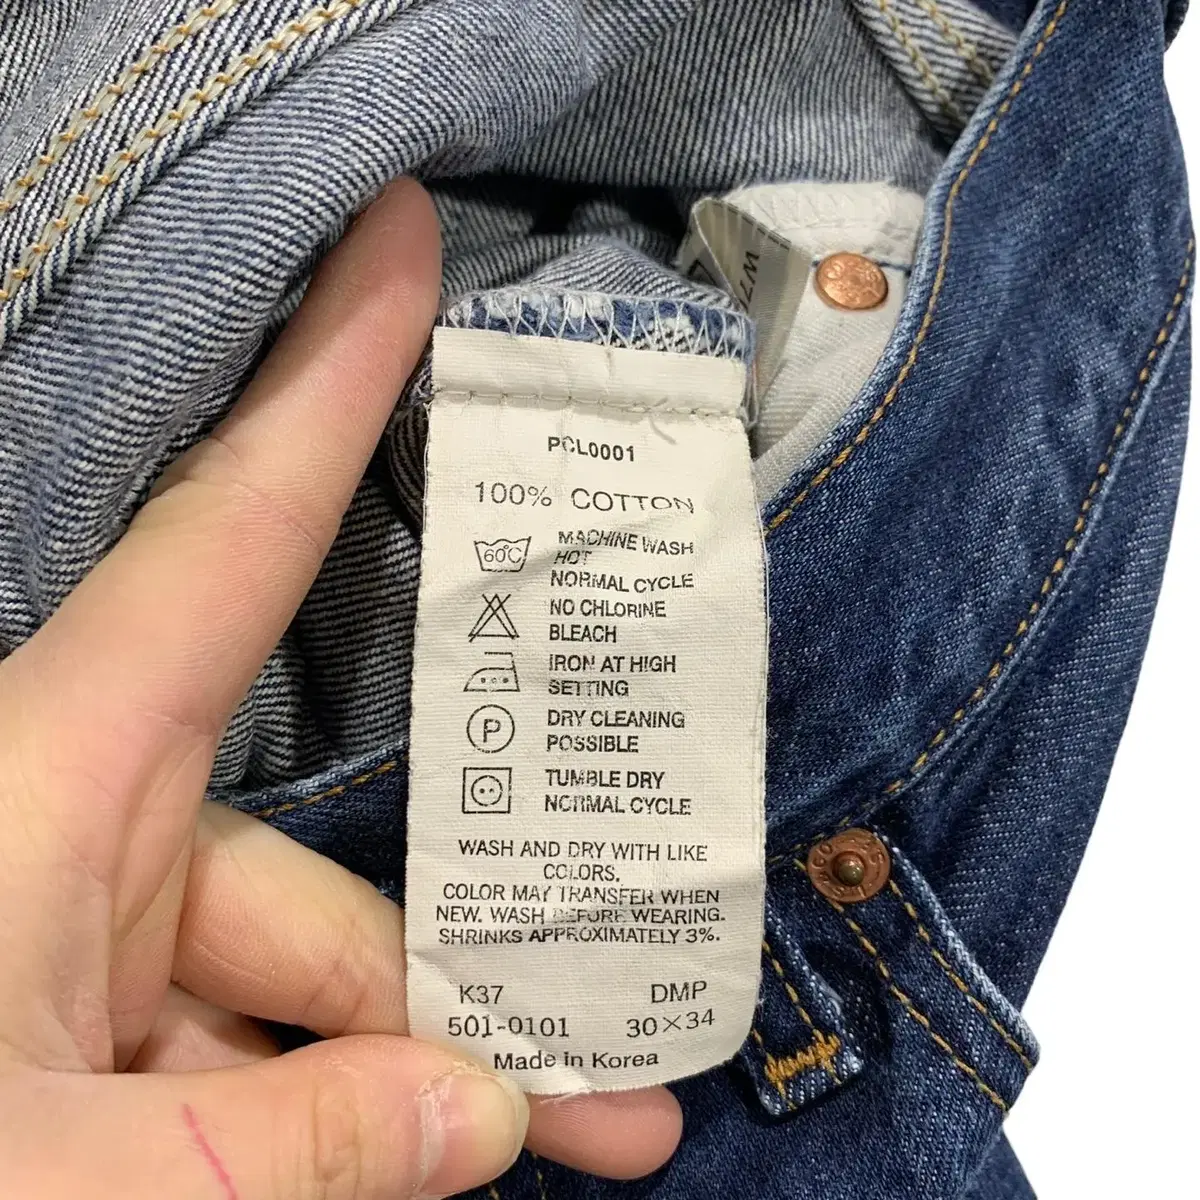 W77
PCL0001
100% COTTON
60°C
MACHINE WASH
HOT
NORMAL CYCLE
NO CHLORINE
BLEACH
IRON AT HIGH
SETTING
P
DRY CLEANING
POSSIBLE
TUMBLE DRY
NORMAL CYCLE
WASH AND DRY WITH LIKE
COLORS.
COLOR MAY TRANSFER WHEN
NEW. WASH BEFORE WEARING.
SHRINKS APPROXIMATELY 3%.
K37 DMP
501-0101 30×34
Made in Korea